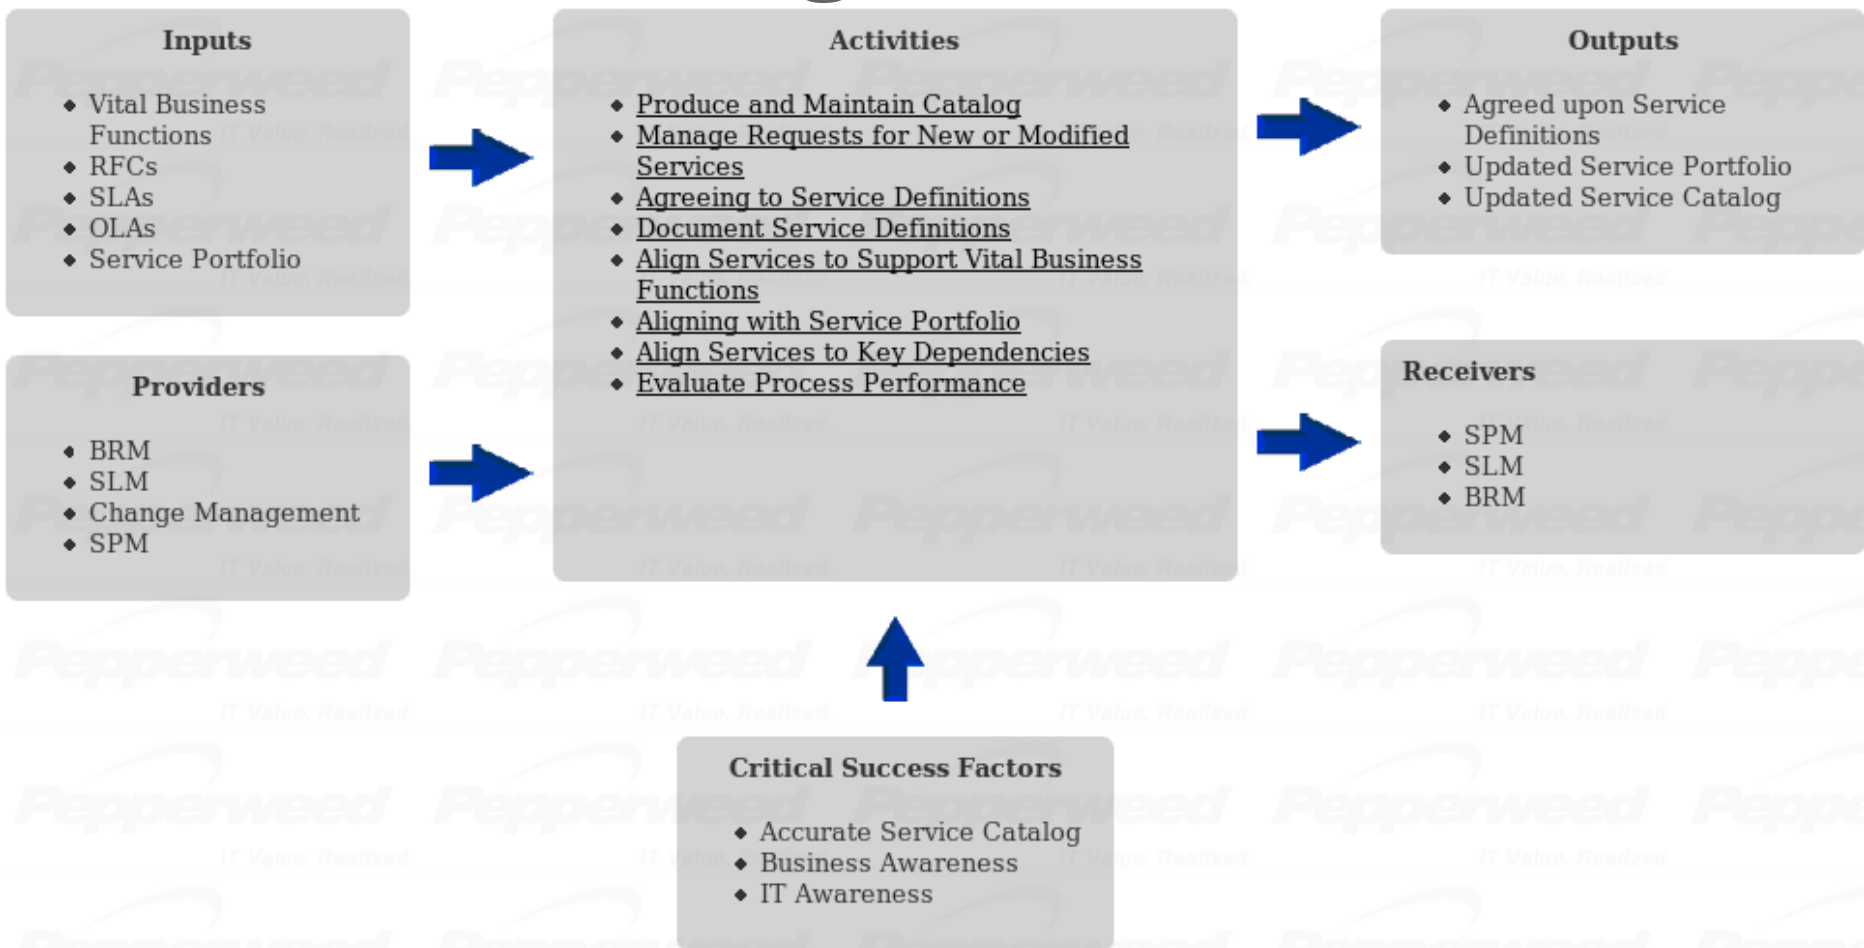 Inputs
Vital Business
Functions
RFCs
SLAs
OLAs
Service Portfolio
Providers
BRM
SLM
Change Management
SPM
Activities
Produce and Maintain Catalog
Manage Requests for New or Modified
Services
Agreeing to Service Definitions
Document Service Definitions
Align Services to Support Vital Business
Functions
Aligning with Service Portfolio
Align Services to Key Dependencies
Evaluate Process Performance
Outputs
Agreed upon Service
Definitions
Updated Service Portfolio
Updated Service Catalog
Receivers
SPM
SLM
BRM
Critical Success Factors
Accurate Service Catalog
Business Awareness
IT Awareness
Pepperweed
IT Value. Realized.